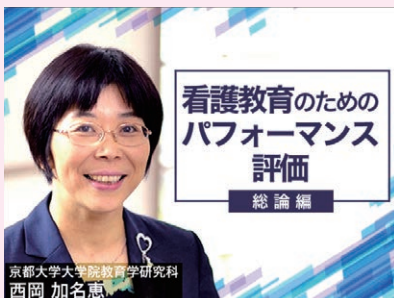 看護教育のための
パフォーマンス
評価
総論編
京都大学大学院教育学研究科
西岡 加名恵